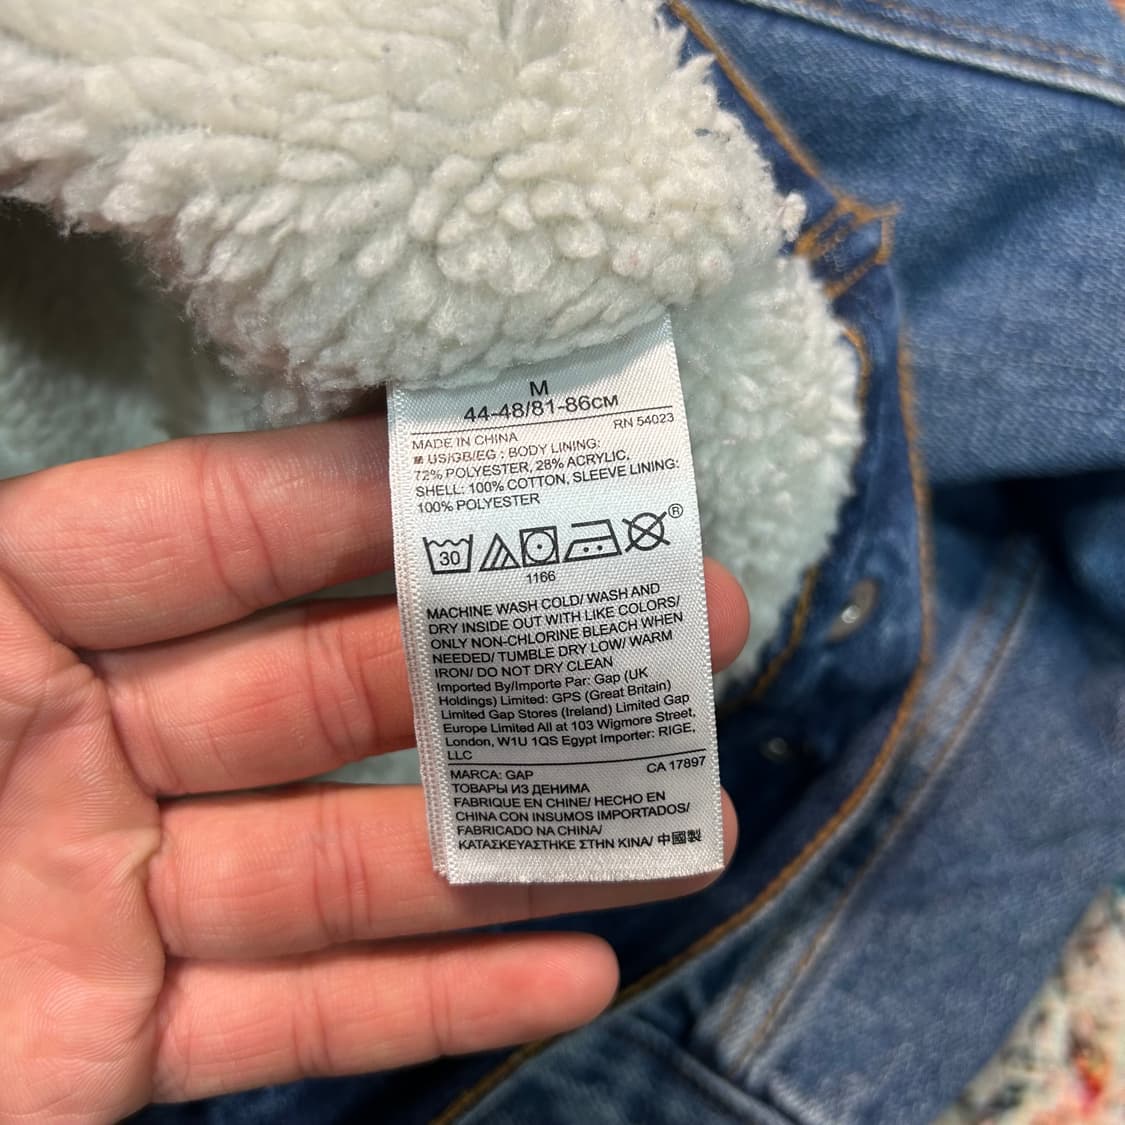 M
44-48/81-86CM
RN 54023
MADE IN CHINA
US/GB/EG : BODY LINING:
72% POLYESTER, 28% ACRYLIC,
SHELL: 100% COTTON, SLEEVE LINING:
100% POLYESTER
30
®
1166
MACHINE WASH COLD/ WASH AND
DRY INSIDE OUT WITH LIKE COLORS/
ONLY NON-CHLORINE BLEACH WHEN
NEEDED/ TUMBLE DRY LOW/ WARM
IRON/ DO NOT DRY CLEAN
Imported By/Importe Par: Gap (UK
Holdings) Limited: GPS (Great Britain)
Limited Gap Stores (Ireland) Limited Gap
Europe Limited All at 103 Wigmore Street,
London, W1U 1QS Egypt Importer: RIGE,
LLC
MARCA: GAP CA 17897
ТОВАРЫ ИЗ ДЕНИМА
FABRIQUE EN CHINE/ HECHO EN
CHINA CON INSUMOS IMPORTADOS/
FABRICADO NA CHINA/
ΚΑΤΑΣΚΕΥΑΣΤΗΚΕ ΣΤΗΝ ΚΙΝΑ/ 中國製